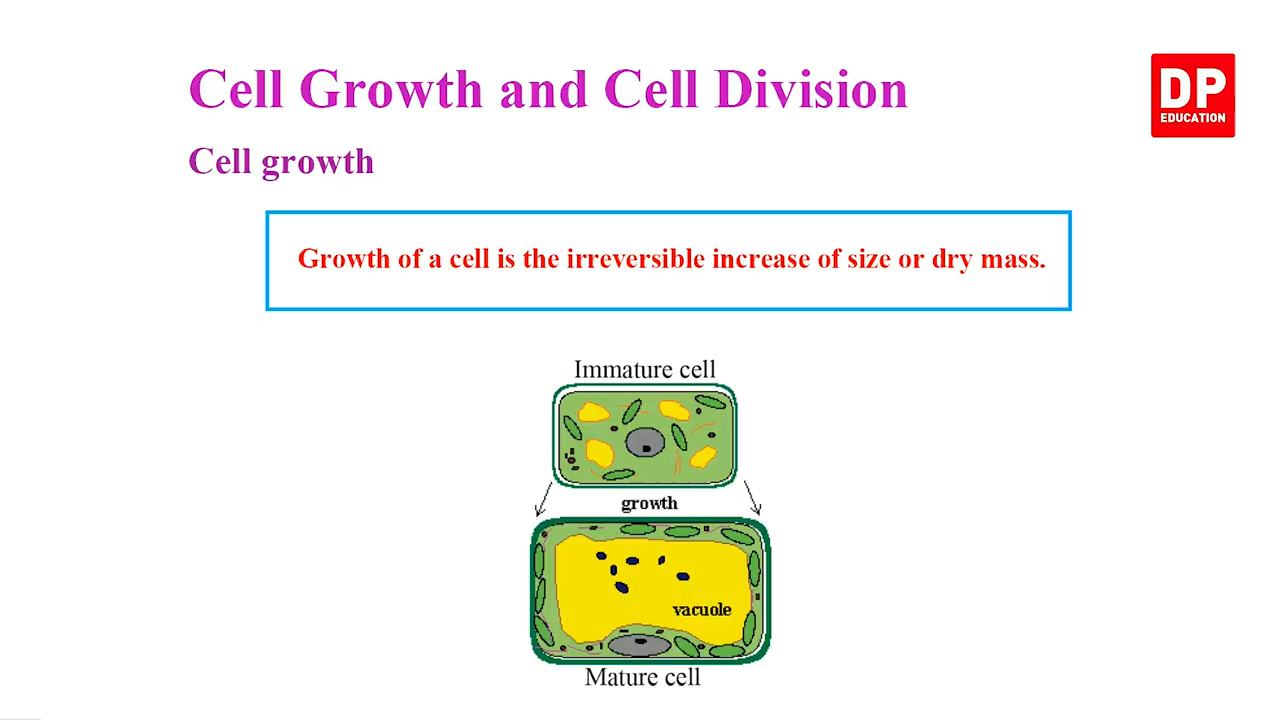 Cell Growth and Cell Division
DP
EDUCATION
Cell growth
Growth of a cell is the irreversible increase of size or dry mass.
Immature cell
growth
vacuole
Mature cell